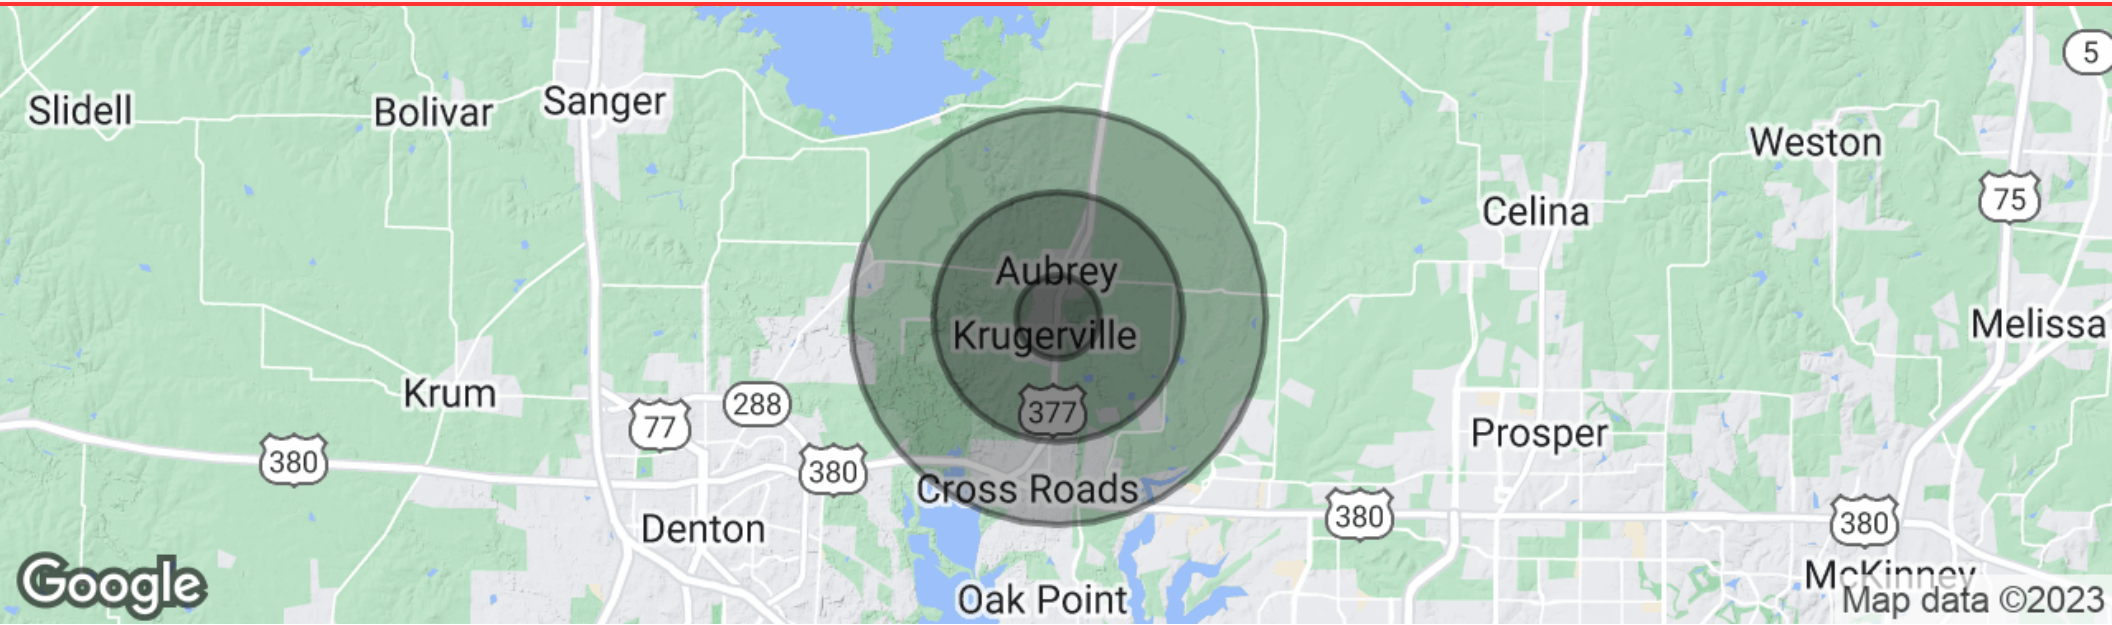 5
Slidell
Bolivar
Sanger
Weston
75
Celina
Aubrey
Krugerville
Melissa
Krum
288
77
377
Prosper
380
380
Cross Roads
380
380
Denton
McKinney
Google
Oak Point
Map data ©2023